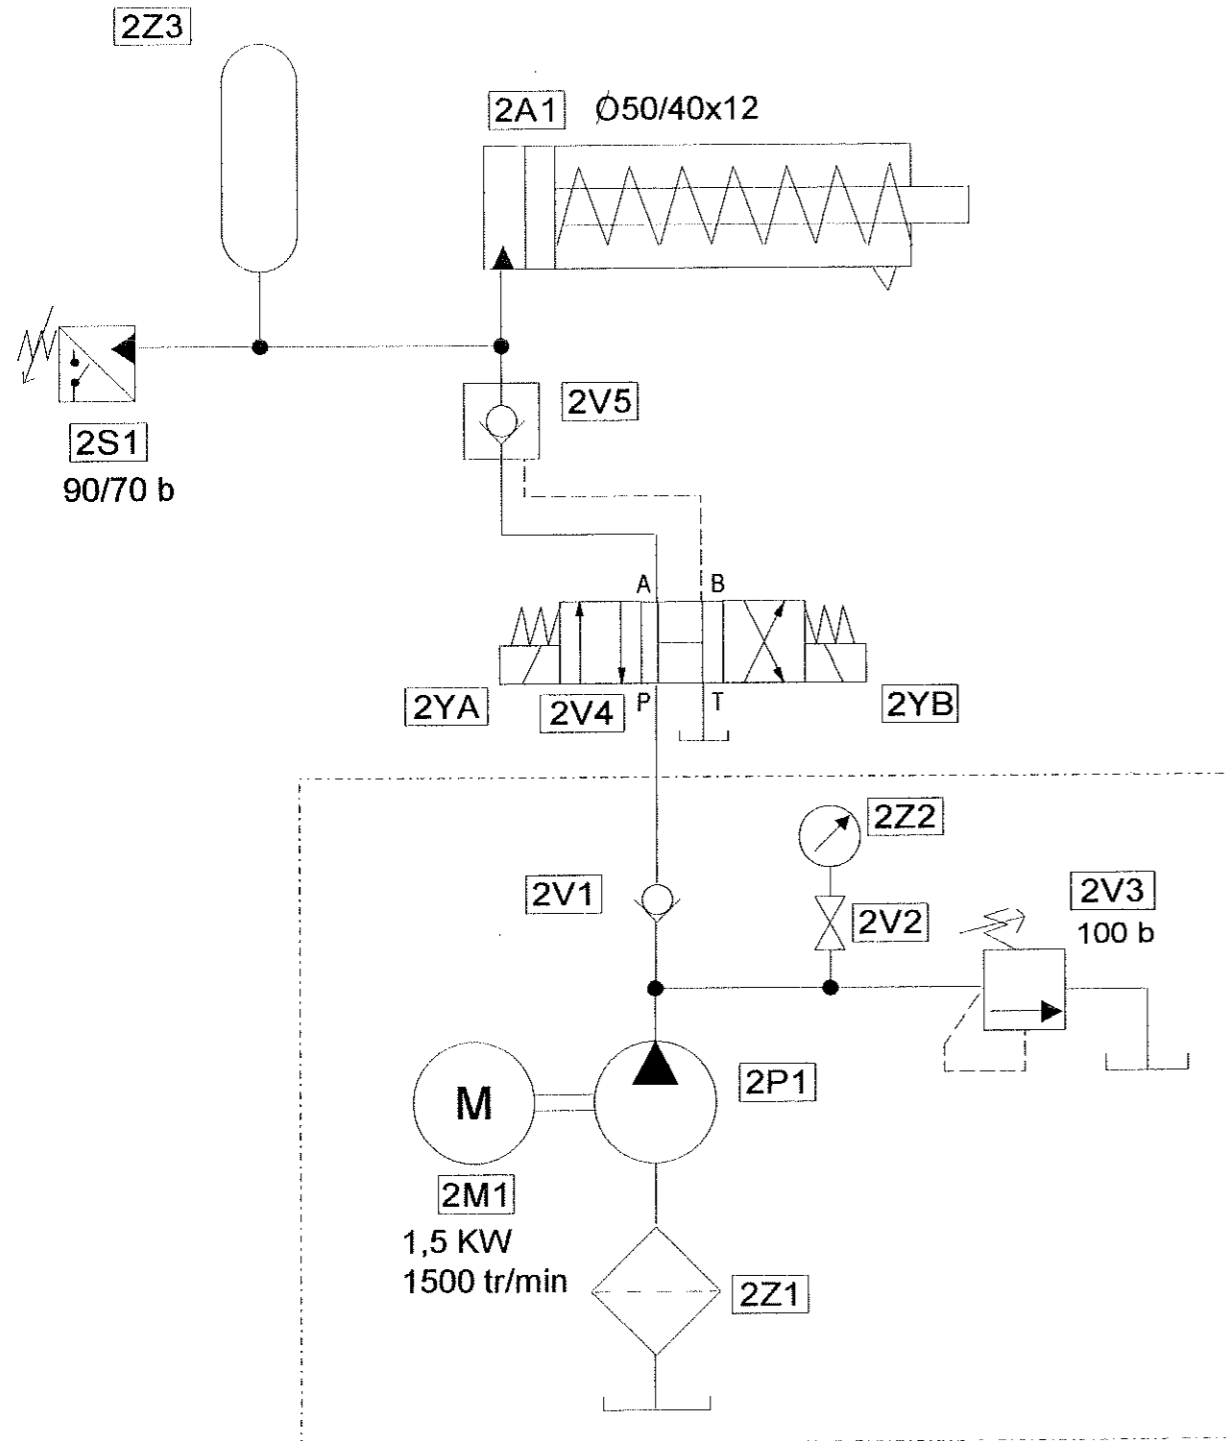 2Z3
2A1 Ø50/40x12
2V5
2S1
90/70 b
A B
2YA 2V4 P T 2YB
2Z2
2V1 2V2 2V3
100 b
M 2P1
2M1
1,5 KW
1500 tr/min
2Z1